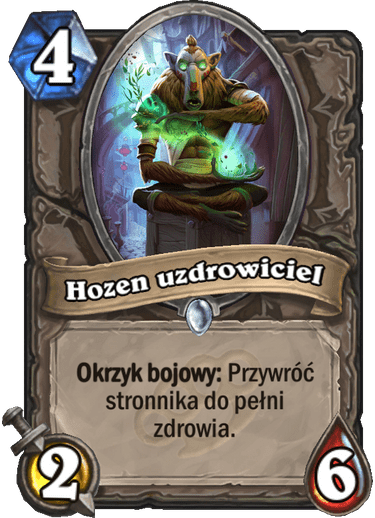 4
Hozen uzdrowiciel
Okrzyk bojowy: Przywróć
stronnika do pełni
zdrowia.
2
6